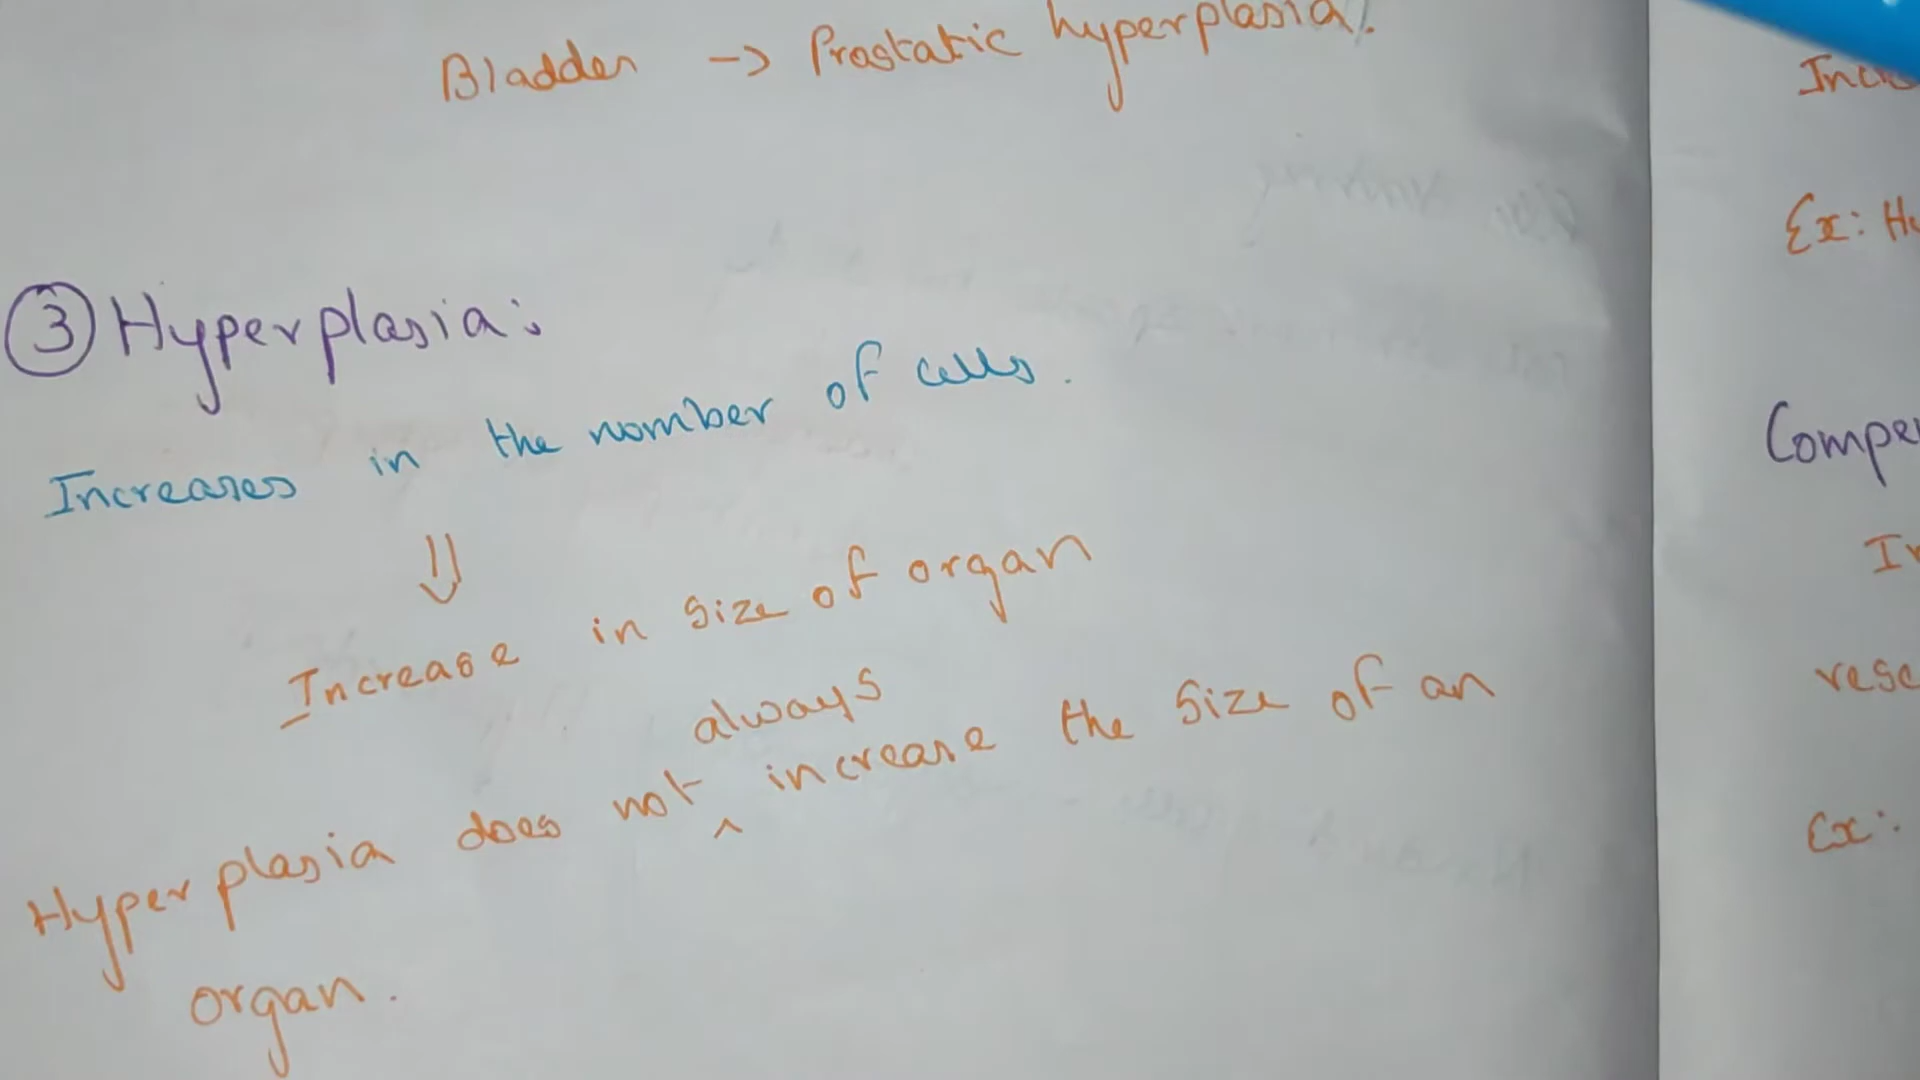 Bladder -> Prostatic hyperplasia.
③ Hyperplasia:
Increases in the number of cells.
⇓
Increase in size of organ
always
Hyperplasia does not ^ increase the size of an
organ.
Ex:
Ex: